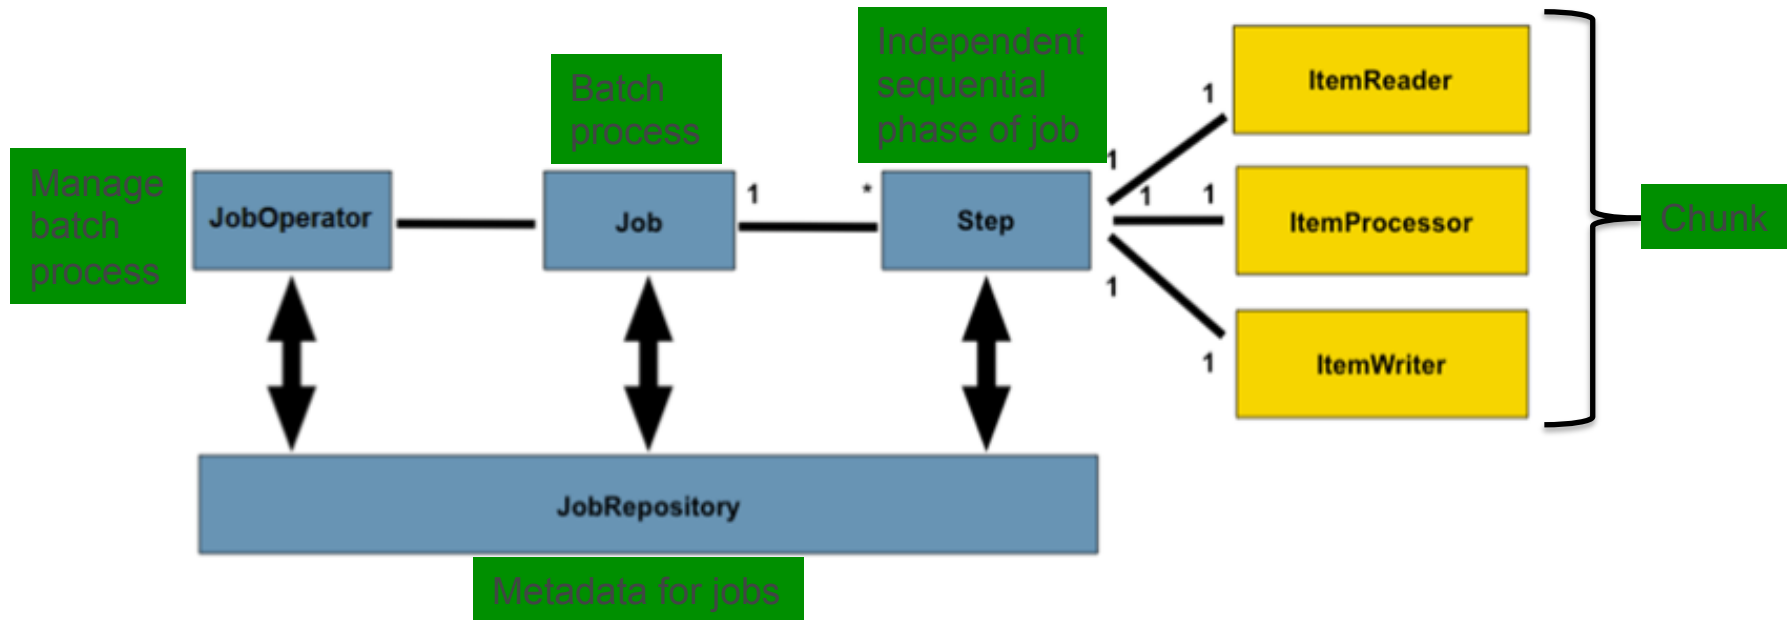 Manage
batch
process
JobOperator
Batch
process
Job
1
*
Independent
sequential
phase of job
Step
1
1
1
1
1
1
ItemReader
ItemProcessor
ItemWriter
Chunk
JobRepository
Metadata for jobs